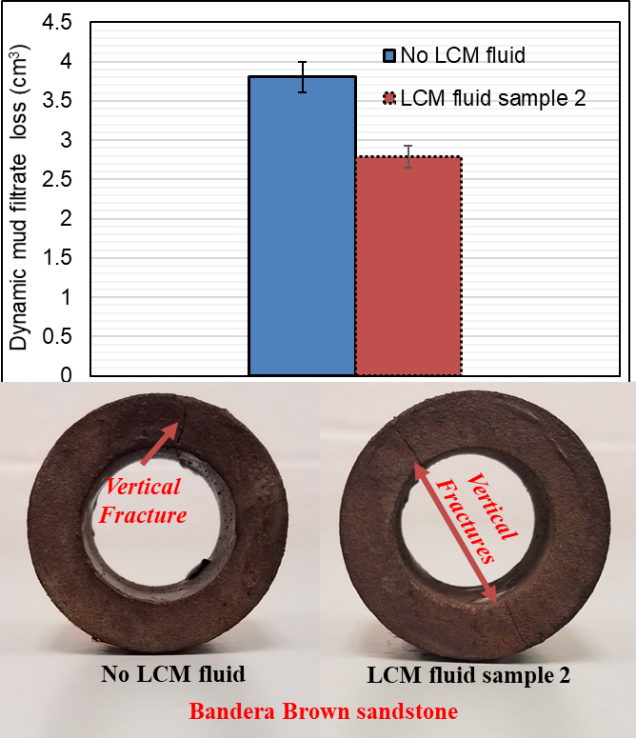 Dynamic mud filtrate loss (cm³)
4.5
4
3.5
3
2.5
2
1.5
1
0.5
0
No LCM fluid
LCM fluid sample 2
Vertical
Fracture
Vertical
Fractures
No LCM fluid
LCM fluid sample 2
Bandera Brown sandstone